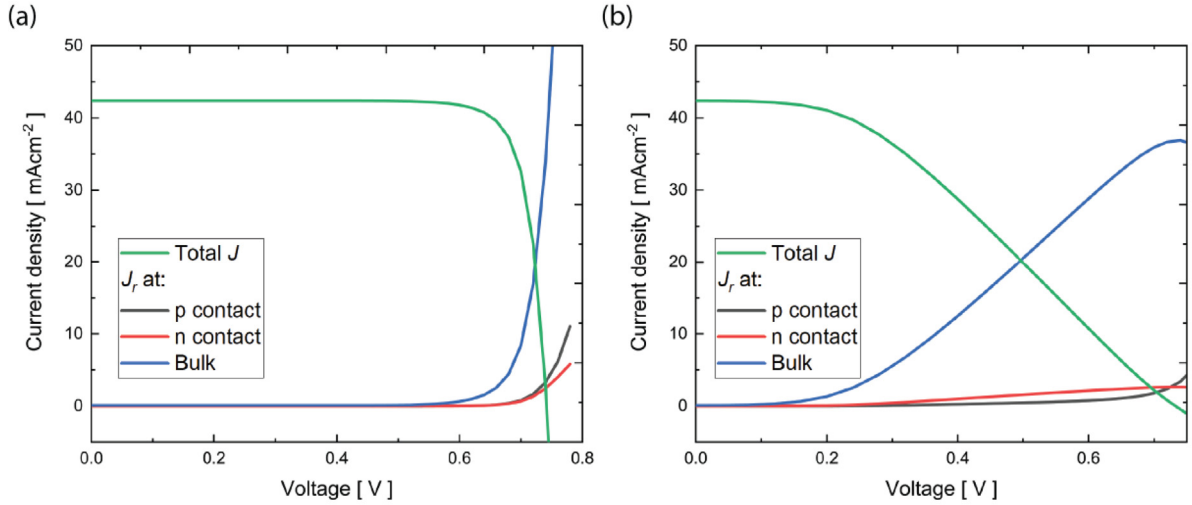 (a)
50
40
30
20
10
0
Current density [ mAcm-2 ]
Total J
Jr at:
p contact
n contact
Bulk
0.0 0.2 0.4 0.6 0.8
Voltage [ V ]
(b)
50
40
30
20
10
0
Current density [ mAcm-2 ]
Total J
Jr at:
p contact
n contact
Bulk
0.0 0.2 0.4 0.6
Voltage [ V ]